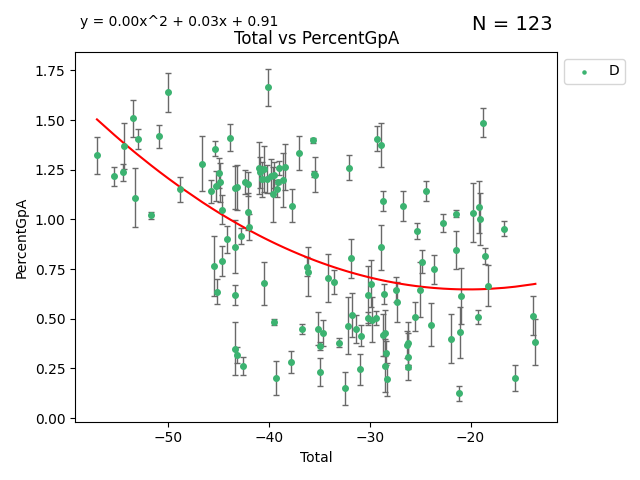 y = 0.00x^2 + 0.03x + 0.91
N = 123
Total vs PercentGpA
D
PercentGpA
1.75
1.50
1.25
1.00
0.75
0.50
0.25
0.00
−50
−40
−30
−20
Total